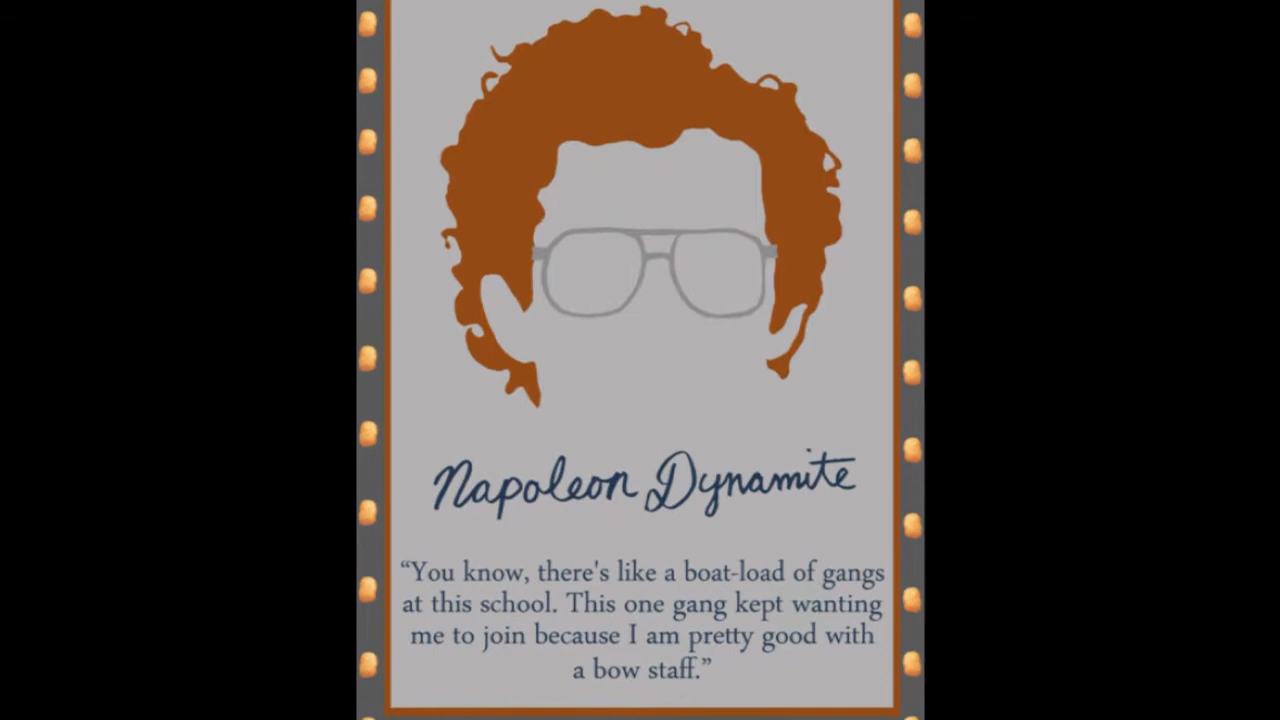 Napoleon Dynamite
“You know, there's like a boat-load of gangs
at this school. This one gang kept wanting
me to join because I am pretty good with
a bow staff.”